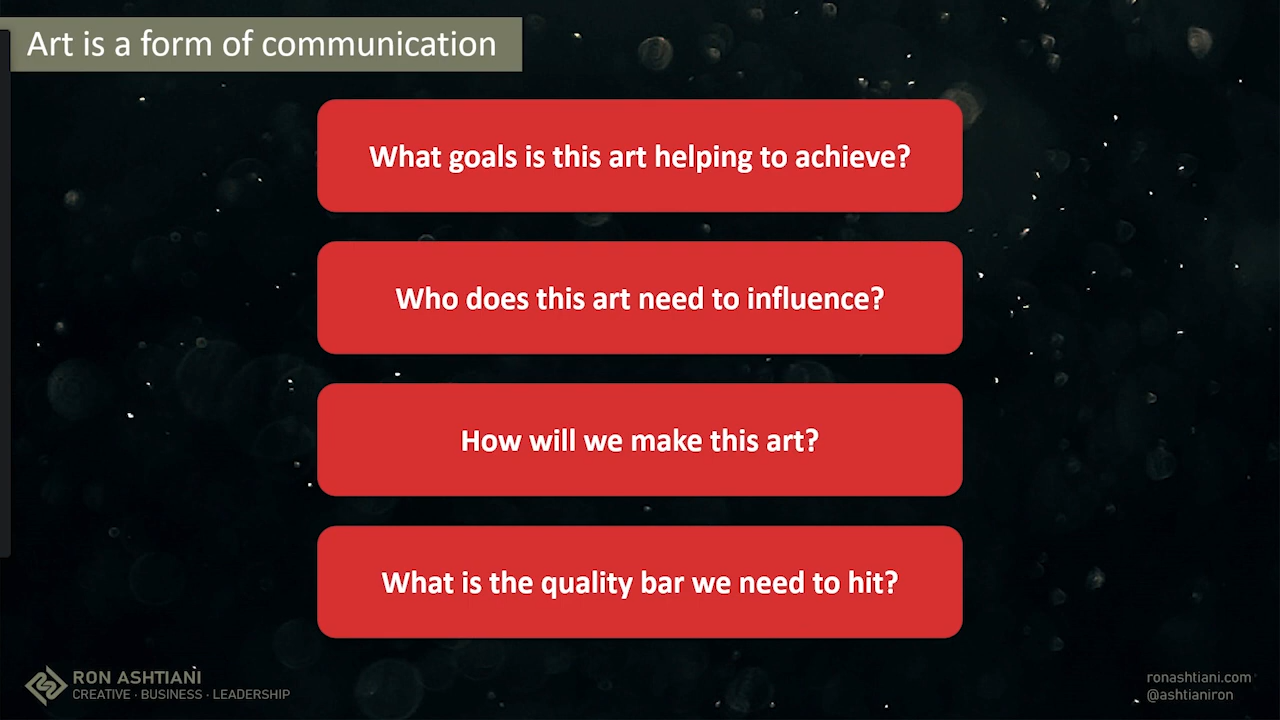 Art is a form of communication
What goals is this art helping to achieve?
Who does this art need to influence?
How will we make this art?
What is the quality bar we need to hit?
RON ASHTIANI
CREATIVE · BUSINESS · LEADERSHIP
ronashtiani.com
@ashtianiron